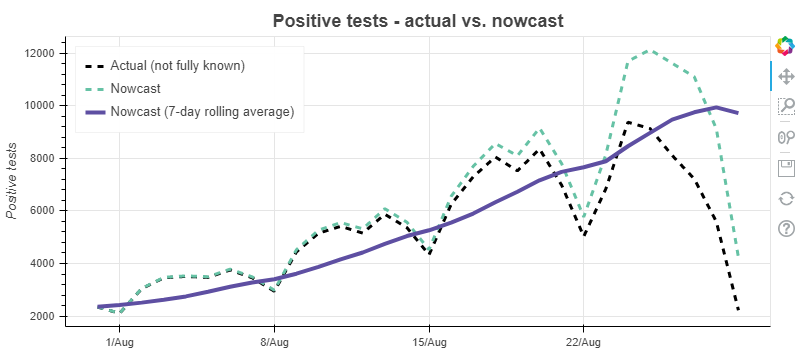 Positive tests - actual vs. nowcast
Actual (not fully known)
Nowcast
Nowcast (7-day rolling average)
Positive tests
12000
10000
8000
6000
4000
2000
1/Aug
8/Aug
15/Aug
22/Aug